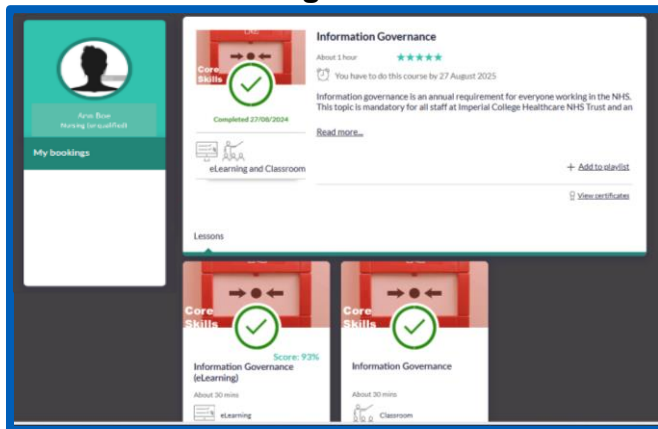 Core
Skills
Completed 27/08/2024
eLearning and Classroom
Information Governance
About 1 hour
You have to do this course by 27 August 2025
Information governance is an annual requirement for everyone working in the NHS.
This topic is mandatory for all staff at Imperial College Healthcare NHS Trust and an
Read more...
+ Add to playlist
View certificates
Lessons
My bookings
Core
Skills
Score: 93%
Information Governance
(eLearning)
About 30 mins
eLearning
Core
Skills
Information Governance
About 30 mins
Classroom